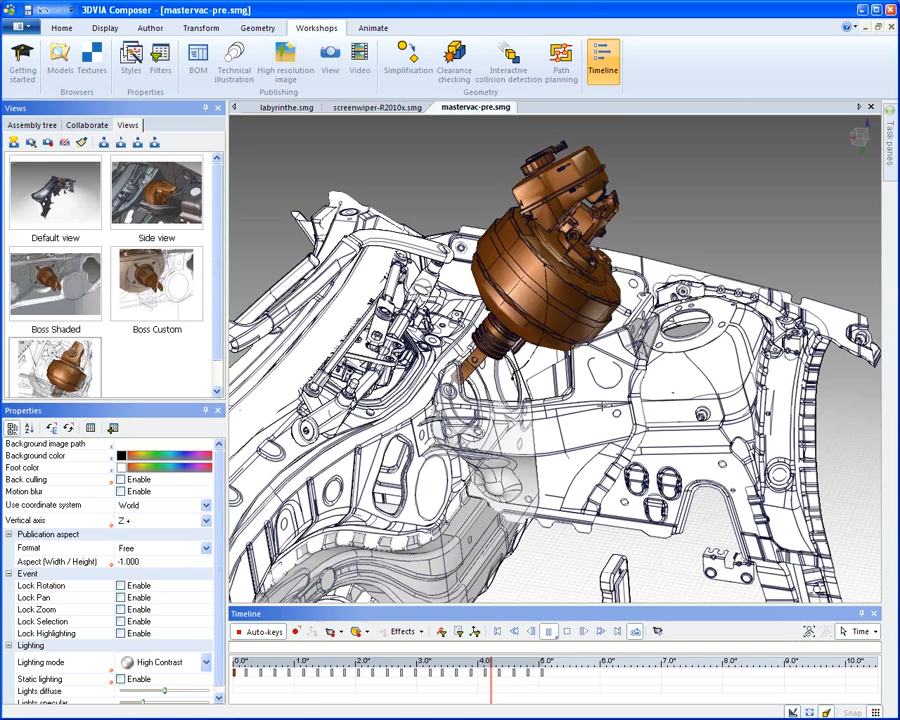 3DVIA Composer - [mastervac-pre.smg]
Home Display Author Transform Geometry Workshops Animate
Getting started
Models Textures
Styles Filters
BOM
Technical illustration
High resolution image
View Video
Simplification
Clearance checking
Interactive collision detection
Path planning
Timeline
Browsers Properties Publishing Geometry
Views
labyrinthe.smg screenwiper-R2010x.smg mastervac-pre.smg
Assembly tree Collaborate Views
Task panes
Default view Side view
Boss Shaded Boss Custom
Properties
Background image path
Background color
Foot color
Back culling Enable
Motion blur Enable
Use coordinate system World
Vertical axis Z +
Publication aspect
Format Free
Aspect (Width / Height) -1.000
Event
Lock Rotation Enable
Lock Pan Enable
Lock Zoom Enable
Lock Selection Enable
Lock Highlighting Enable
Lighting
Lighting mode High Contrast
Static lighting Enable
Lights diffuse
Lights specular
Timeline
Auto-keys Effects Time
0.0" 1.0" 2.0" 3.0" 4.0" 5.0" 6.0" 7.0" 8.0" 9.0" 10.0"
Snap